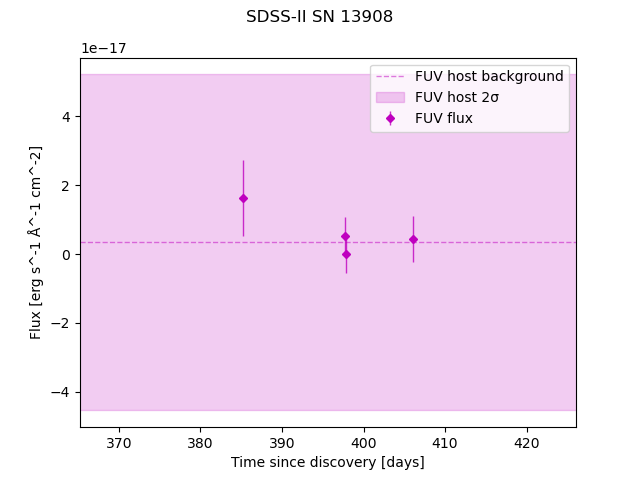 SDSS-II SN 13908
1e−17
FUV host background
FUV host 2σ
FUV flux
Flux [erg s^-1 Å^-1 cm^-2]
4
2
0
−2
−4
370 380 390 400 410 420
Time since discovery [days]